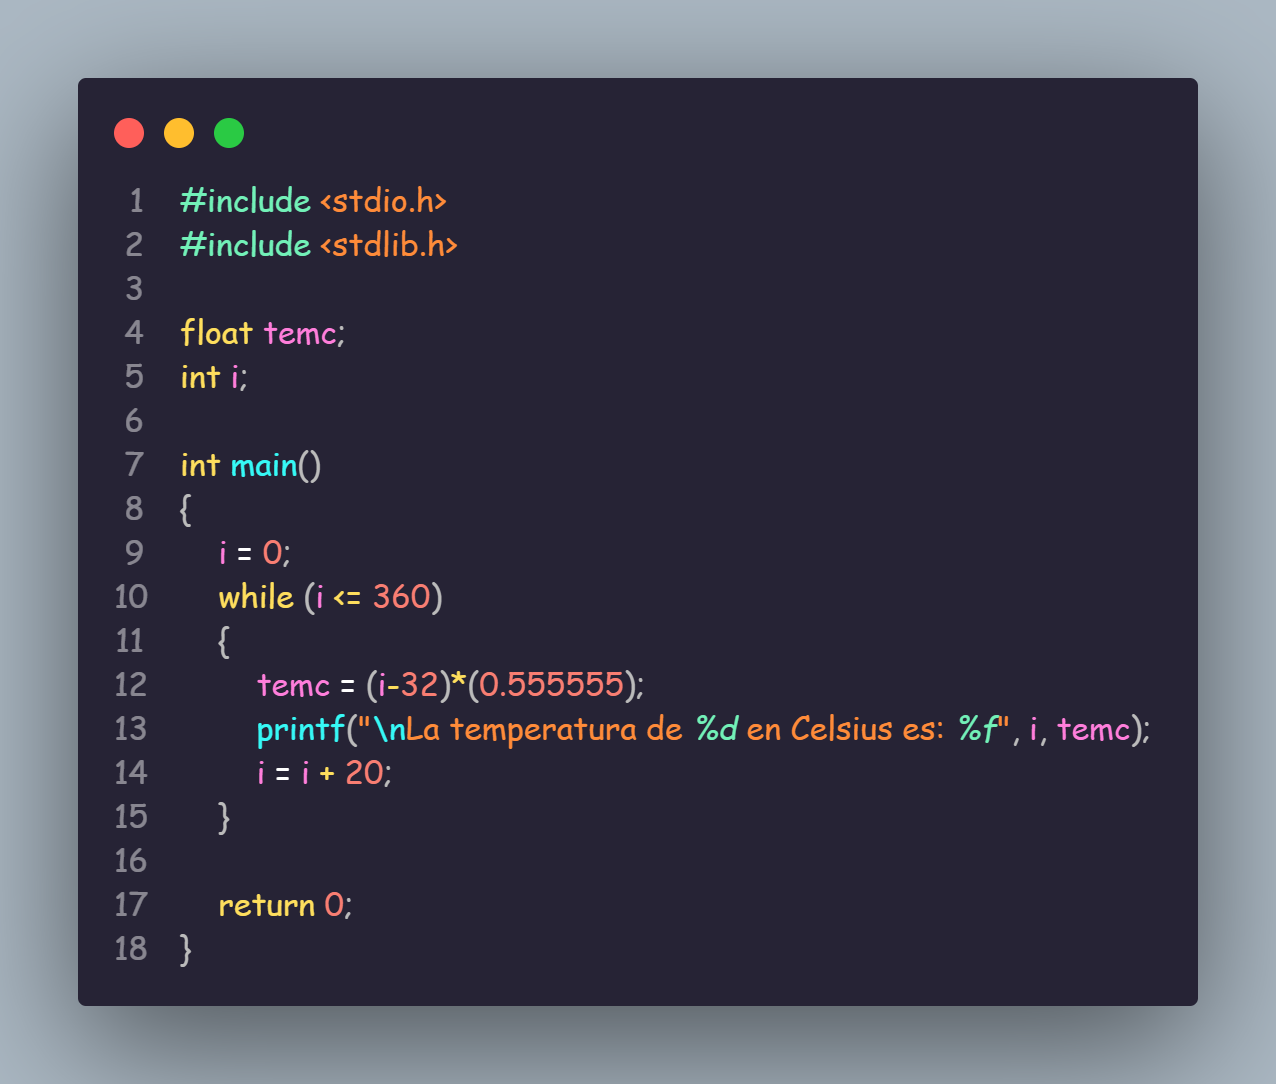 1 #include <stdio.h>
2 #include <stdlib.h>
3
4 float temc;
5 int i;
6
7 int main()
8 {
9 i = 0;
10 while (i <= 360)
11 {
12 temc = (i-32)*(0.555555);
13 printf("\nLa temperatura de %d en Celsius es: %f", i, temc);
14 i = i + 20;
15 }
16
17 return 0;
18 }